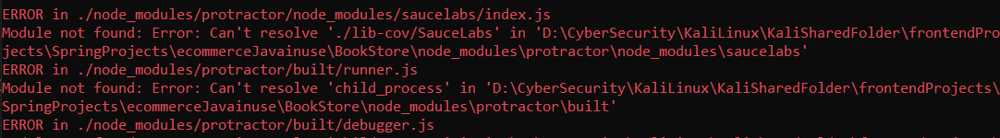 ERROR in ./node_modules/protractor/node_modules/saucelabs/index.js
Module not found: Error: Can't resolve './lib-cov/SauceLabs' in 'D:\CyberSecurity\KaliLinux\KaliSharedFolder\frontendPro
jects\SpringProjects\ecommerceJavainuse\BookStore\node_modules\protractor\node_modules\saucelabs'
ERROR in ./node_modules/protractor/built/runner.js
Module not found: Error: Can't resolve 'child_process' in 'D:\CyberSecurity\KaliLinux\KaliSharedFolder\frontendProjects\
SpringProjects\ecommerceJavainuse\BookStore\node_modules\protractor\built'
ERROR in ./node_modules/protractor/built/debugger.js